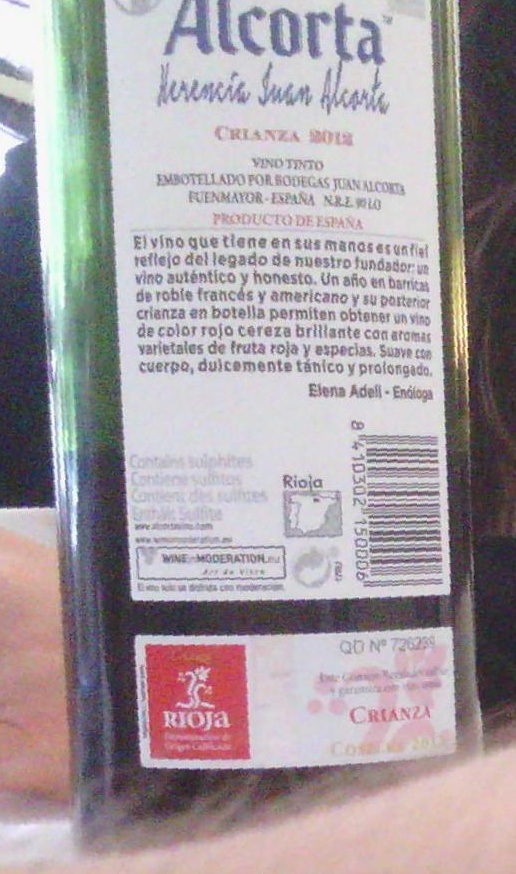 Alcorta
Herencia Juan Alcorta
CRIANZA 2012
VINO TINTO
EMBOTELLADO POR BODEGAS JUAN ALCORTA
FUENMAYOR - ESPAÑA N.R.E.
PRODUCTO DE ESPAÑA
El vino que tiene en sus manos es un fiel
reflejo del legado de nuestro fundador: un
vino auténtico y honesto. Un año en barricas
de roble francés y americano y su posterior
crianza en botella permiten obtener un vino
de color rojo cereza brillante con aromas
varietales de fruta roja y especias. Suave con
cuerpo, dulcemente tánico y prolongado.
Elena Adell - Enóloga
Contains sulphites
Contiene sulfitos
Contient des sulfites
Enthält Sulfite
www.alcortavino.com
www.wineinmoderation.eu
WINE in MODERATION.eu
Art de Vivre
El vino solo se disfruta con moderación.
Rioja
8 410302 150006
QD Nº 726239
RIOJA
Denominación de
Origen Calificada
CRIANZA
COSECHA